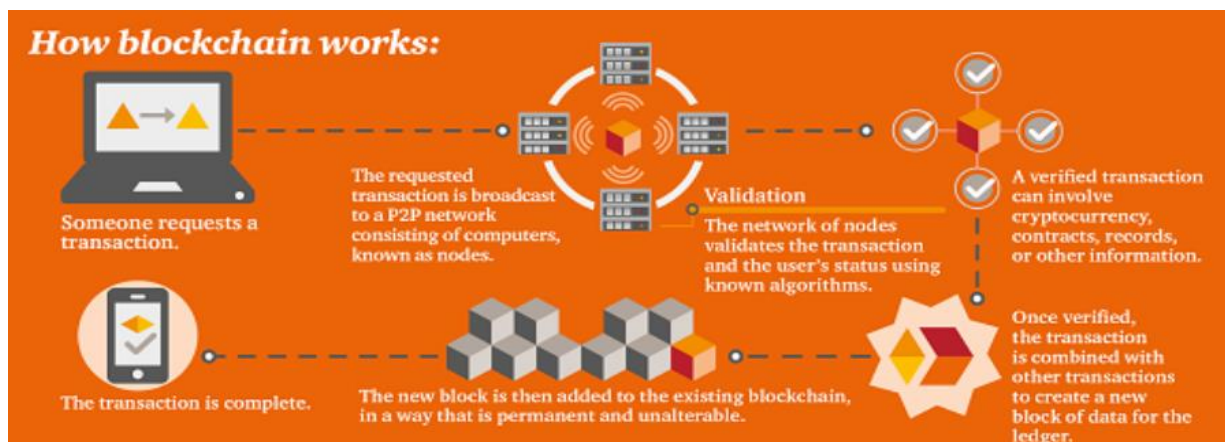 How blockchain works:
Someone requests a
transaction.
The requested
transaction is broadcast
to a P2P network
consisting of computers,
known as nodes.
Validation
The network of nodes
validates the transaction
and the user's status using
known algorithms.
A verified transaction
can involve
cryptocurrency,
contracts, records,
or other information.
Once verified,
the transaction
is combined with
other transactions
to create a new
block of data for the
ledger.
The new block is then added to the existing blockchain,
in a way that is permanent and unalterable.
The transaction is complete.